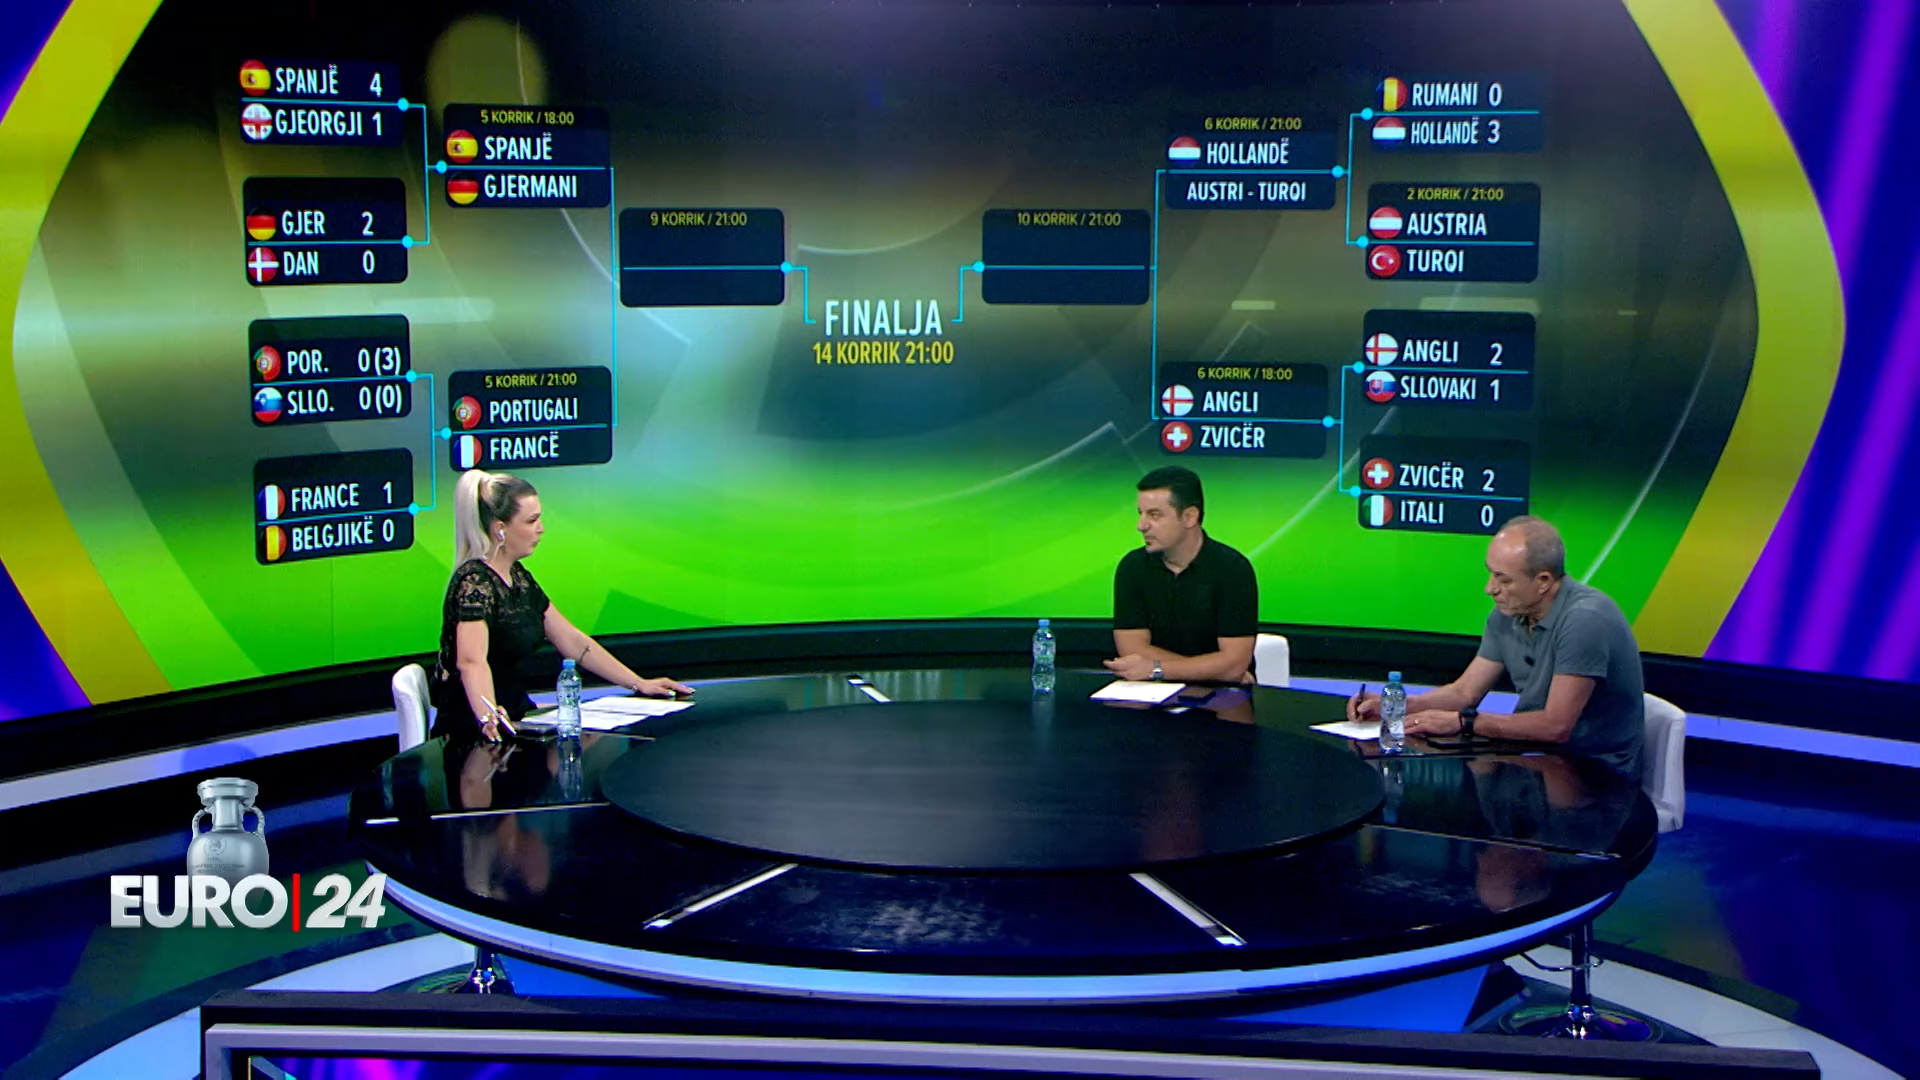 SPANJË 4
GJEORGJI 1
GJER 2
DAN 0
POR. 0 (3)
SLLO. 0 (0)
FRANCE 1
BELGJIKË 0
5 KORRIK / 18:00
SPANJË
GJERMANI
5 KORRIK / 21:00
PORTUGALI
FRANCË
9 KORRIK / 21:00
FINALJA
14 KORRIK 21:00
10 KORRIK / 21:00
6 KORRIK / 21:00
HOLLANDË
AUSTRI - TURQI
6 KORRIK / 18:00
ANGLI
ZVICËR
RUMANI 0
HOLLANDË 3
2 KORRIK / 21:00
AUSTRIA
TURQI
ANGLI 2
SLLOVAKI 1
ZVICËR 2
ITALI 0
EURO|24